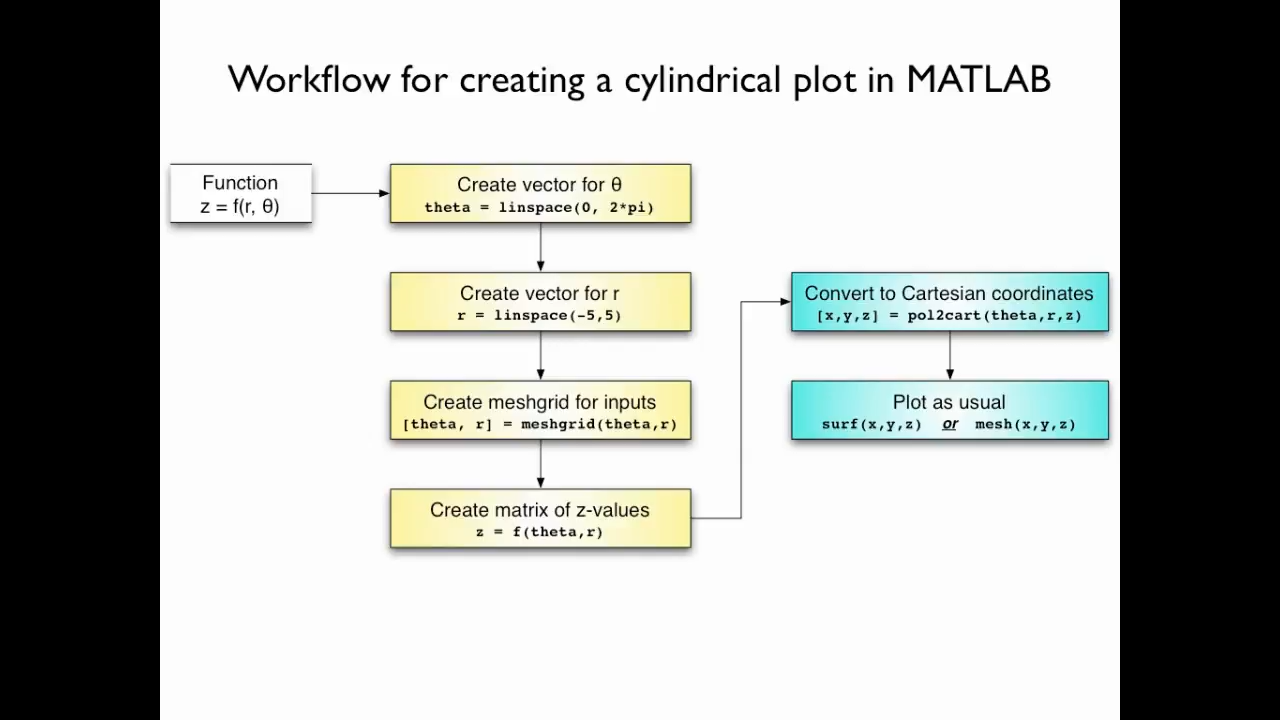 Workflow for creating a cylindrical plot in MATLAB
Function
z = f(r, θ)
Create vector for θ
theta = linspace(0, 2*pi)
Create vector for r
r = linspace(-5,5)
Create meshgrid for inputs
[theta, r] = meshgrid(theta,r)
Create matrix of z-values
z = f(theta,r)
Convert to Cartesian coordinates
[x,y,z] = pol2cart(theta,r,z)
Plot as usual
surf(x,y,z) or mesh(x,y,z)